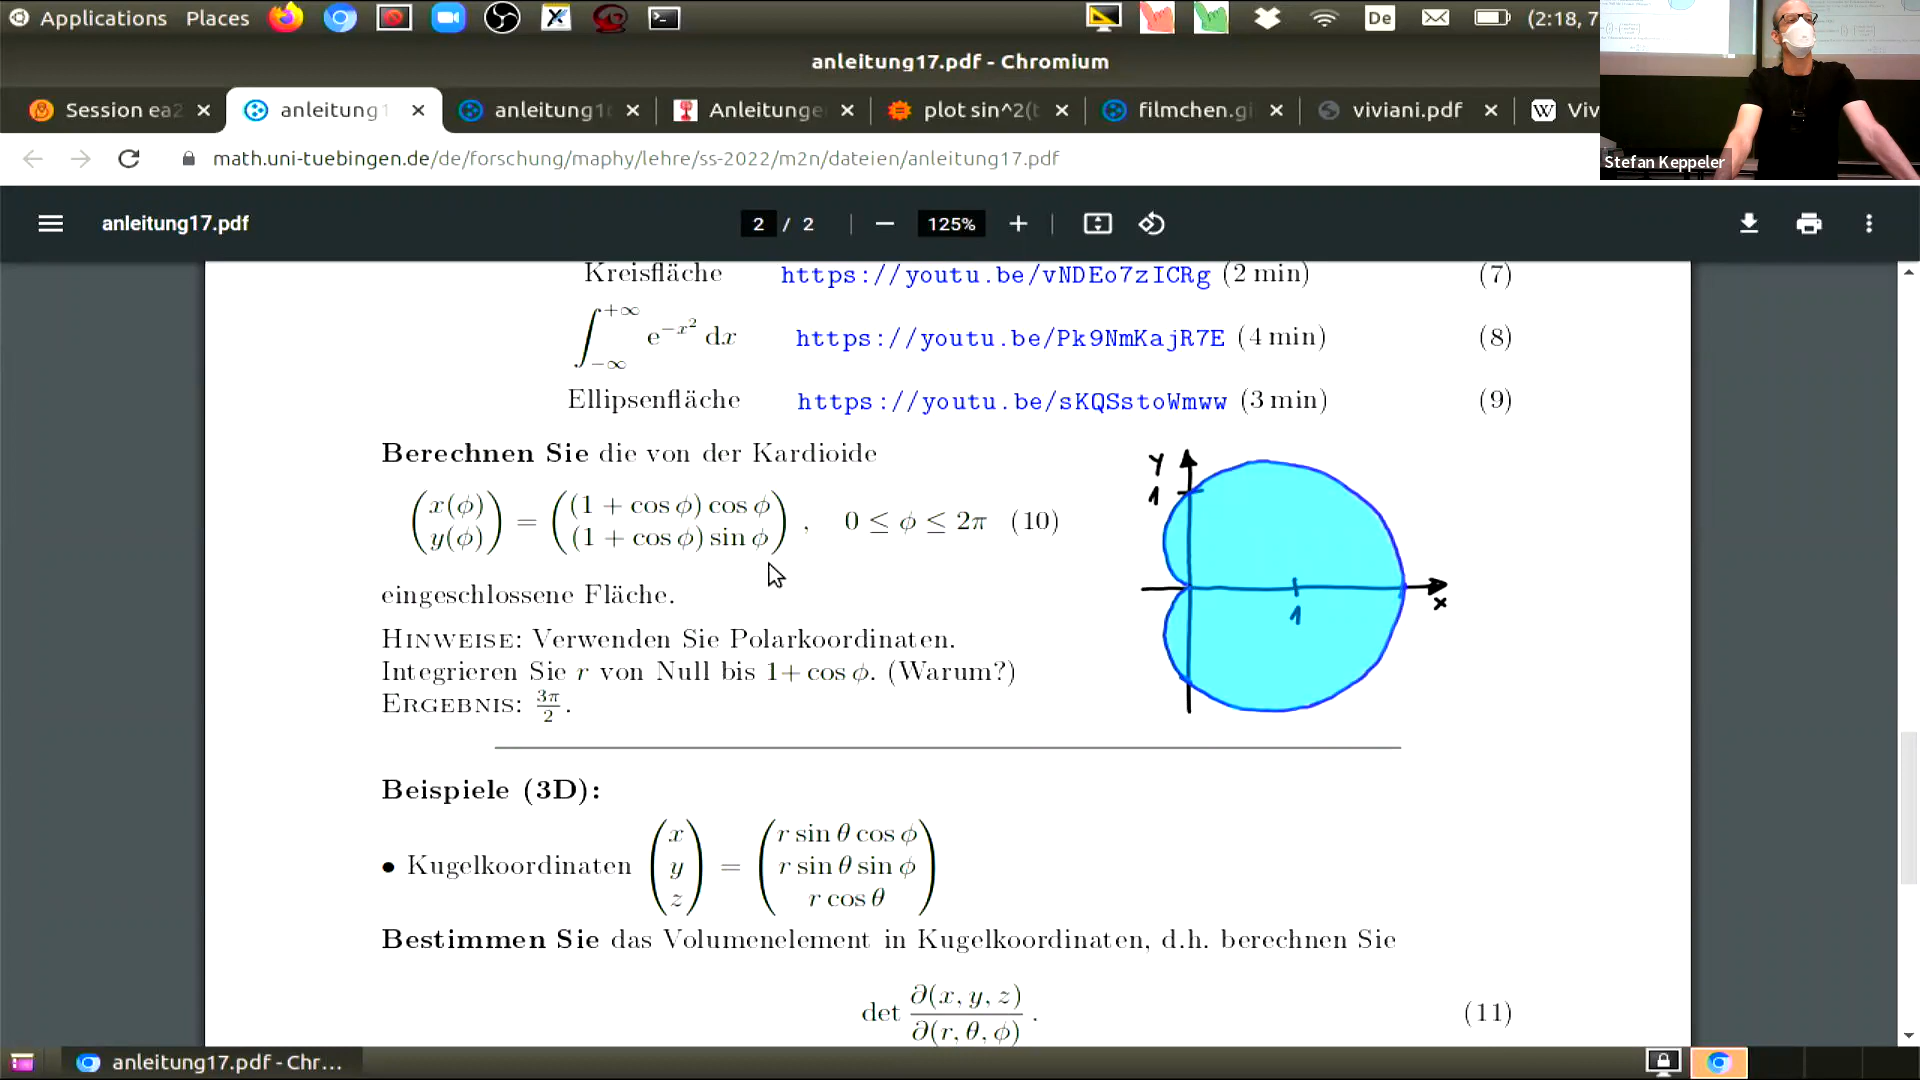 Applications Places De (2:18, 7
anleitung17.pdf - Chromium
Session ea2 anleitung1 anleitung1 Anleitunge plot sin^2(t filmchen.gi viviani.pdf Viv
math.uni-tuebingen.de/de/forschung/maphy/lehre/ss-2022/m2n/dateien/anleitung17.pdf
Stefan Keppeler
anleitung17.pdf 2 / 2 125%
Kreisfläche https://youtu.be/vNDEo7zICRg (2 min) (7)
∫_{−∞}^{+∞} e^{−x²} dx https://youtu.be/Pk9NmKajR7E (4 min) (8)
Ellipsenfläche https://youtu.be/sKQSstoWmww (3 min) (9)
Berechnen Sie die von der Kardioide
(x(ϕ) y(ϕ)) = ((1 + cos ϕ) cos ϕ (1 + cos ϕ) sin ϕ) , 0 ≤ ϕ ≤ 2π (10)
y
1
1
x
eingeschlossene Fläche.
HINWEISE: Verwenden Sie Polarkoordinaten.
Integrieren Sie r von Null bis 1+ cos ϕ. (Warum?)
ERGEBNIS: 3π/2.
Beispiele (3D):
• Kugelkoordinaten (x y z) = (r sin θ cos ϕ r sin θ sin ϕ r cos θ)
Bestimmen Sie das Volumenelement in Kugelkoordinaten, d.h. berechnen Sie
det ∂(x, y, z)/∂(r, θ, ϕ) . (11)
anleitung17.pdf - Chr...